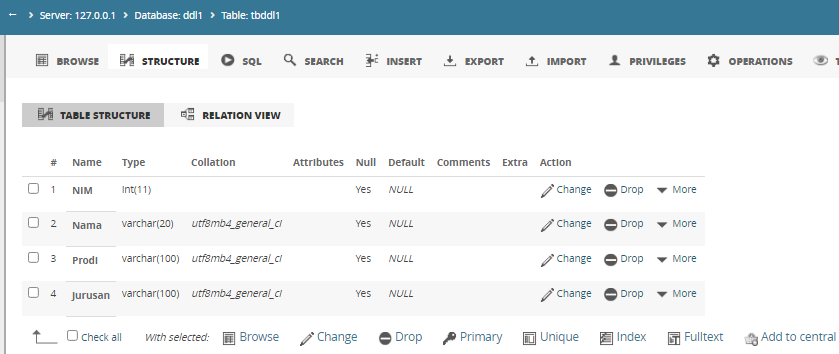 ← › Server: 127.0.0.1 › Database: ddl1 › Table: tbddl1
BROWSE STRUCTURE SQL SEARCH INSERT EXPORT IMPORT PRIVILEGES OPERATIONS
TABLE STRUCTURE RELATION VIEW
# Name Type Collation Attributes Null Default Comments Extra Action
1 NIM int(11) Yes NULL Change Drop More
2 Nama varchar(20) utf8mb4_general_ci Yes NULL Change Drop More
3 Prodi varchar(100) utf8mb4_general_ci Yes NULL Change Drop More
4 Jurusan varchar(100) utf8mb4_general_ci Yes NULL Change Drop More
Check all With selected: Browse Change Drop Primary Unique Index Fulltext Add to central